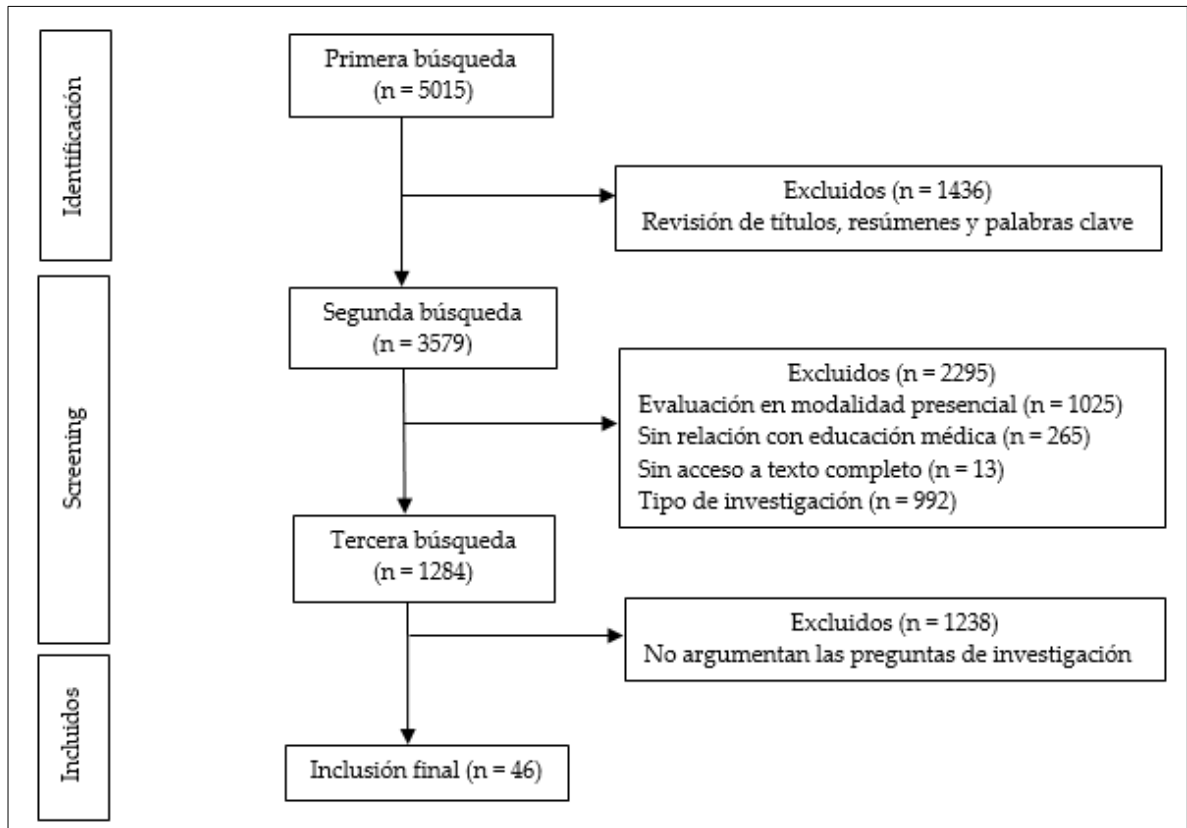 Identificación
Primera búsqueda
(n = 5015)
Excluidos (n = 1436)
Revisión de títulos, resúmenes y palabras clave
Screening
Segunda búsqueda
(n = 3579)
Excluidos (n = 2295)
Evaluación en modalidad presencial (n = 1025)
Sin relación con educación médica (n = 265)
Sin acceso a texto completo (n = 13)
Tipo de investigación (n = 992)
Tercera búsqueda
(n = 1284)
Excluidos (n = 1238)
No argumentan las preguntas de investigación
Incluidos
Inclusión final (n = 46)